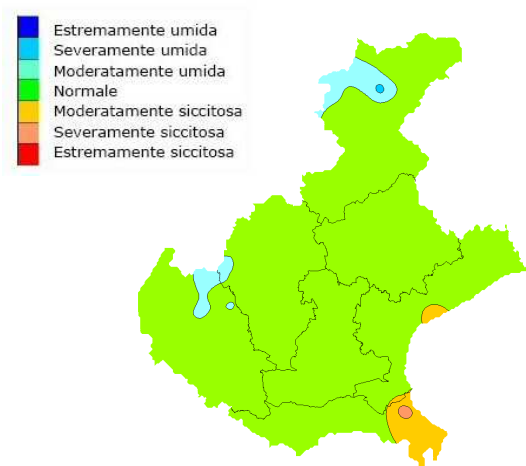 Estremamente umida
Severamente umida
Moderatamente umida
Normale
Moderatamente siccitosa
Severamente siccitosa
Estremamente siccitosa